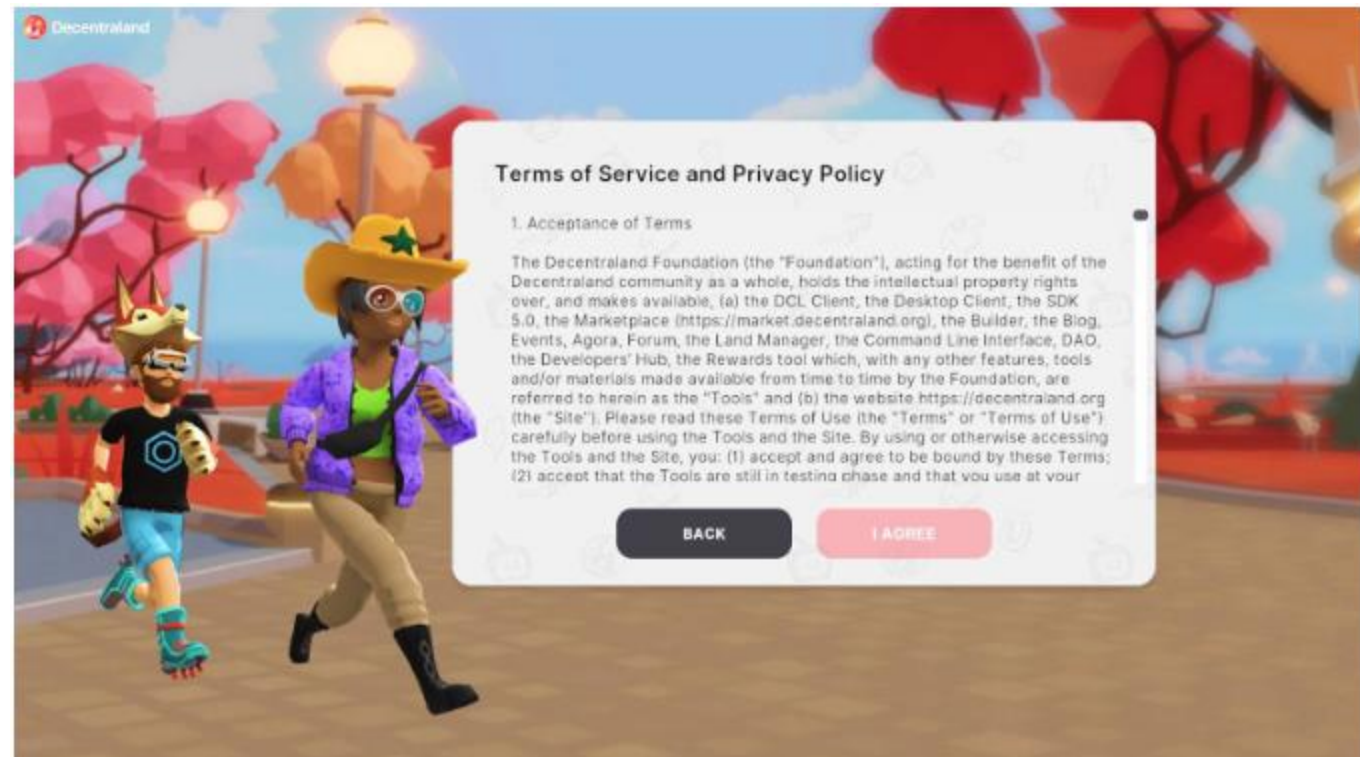 Decentraland
Terms of Service and Privacy Policy
1. Acceptance of Terms
The Decentraland Foundation (the "Foundation"), acting for the benefit of the
Decentraland community as a whole, holds the intellectual property rights
over, and makes available, (a) the DCL Client, the Desktop Client, the SDK
5.0, the Marketplace (https://market.decentraland.org), the Builder, the Blog,
Events, Agora, Forum, the Land Manager, the Command Line Interface, DAO,
the Developers' Hub, the Rewards tool which, with any other features, tools
and/or materials made available from time to time by the Foundation, are
referred to herein as the "Tools" and (b) the website https://decentraland.org
(the "Site"). Please read these Terms of Use (the "Terms" or "Terms of Use")
carefully before using the Tools and the Site. By using or otherwise accessing
the Tools and the Site, you: (1) accept and agree to be bound by these Terms;
(2) accept that the Tools are still in testing phase and that you use at your
BACK
I AGREE